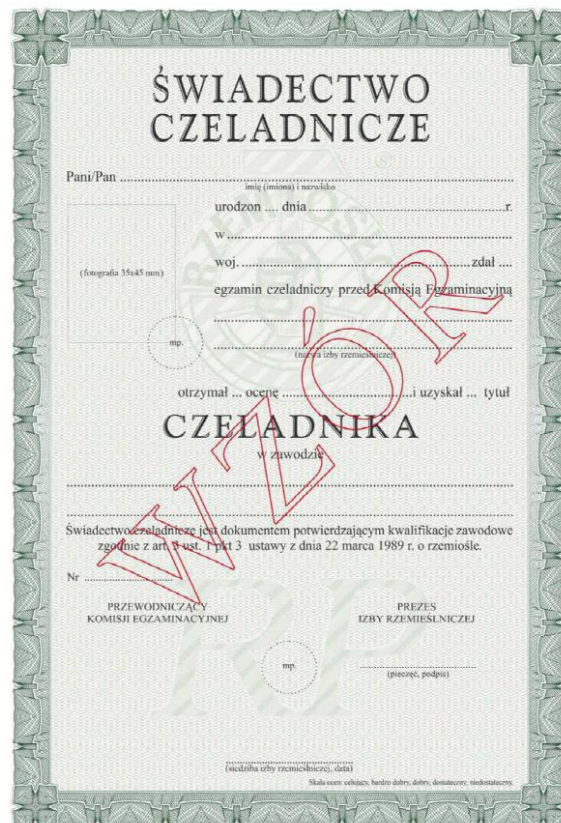 ŚWIADECTWO
CZELADNICZE
Pani/Pan ......................................................................
imię (imiona) i nazwisko
urodzon .... dnia ..........................................r.
w ..........................................
woj. .......................................... zdał ...
(fotografia 35x45 mm)
egzamin czeladniczy przed Komisją Egzaminacyjną
mp.
(nazwa izby rzemieślniczej)
otrzymał ... ocenę ..................................i uzyskał ... tytuł
CZELADNIKA
w zawodzie
Świadectwo czeladnicze jest dokumentem potwierdzającym kwalifikacje zawodowe
zgodnie z art. 3 ust. 1 pkt 3 ustawy z dnia 22 marca 1989 r. o rzemiośle.
Nr ..........................
PRZEWODNICZĄCY PREZES
KOMISJI EGZAMINACYJNEJ IZBY RZEMIEŚLNICZEJ
mp.
(pieczęć, podpis)
(siedziba izby rzemieślniczej, data)
Skala ocen: celujący, bardzo dobry, dobry, dostateczny, niedostateczny.
WZÓR
RZEMIOSŁO
RP